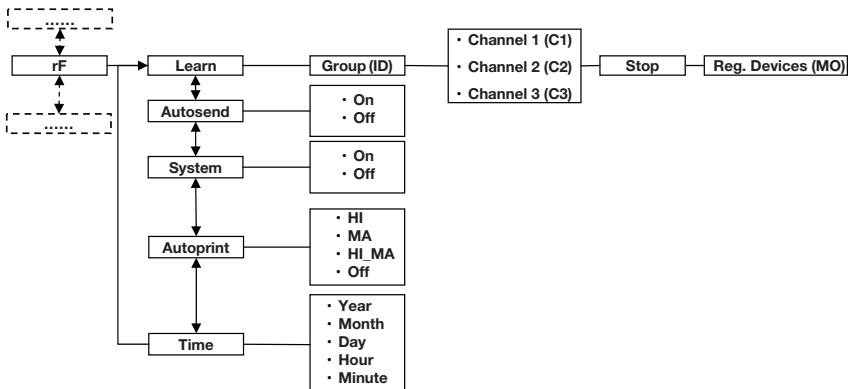 ......
rF
......
Learn
Group (ID)
• Channel 1 (C1)
• Channel 2 (C2)
• Channel 3 (C3)
Stop
Reg. Devices (MO)
Autosend
• On
• Off
System
• On
• Off
Autoprint
• HI
• MA
• HI_MA
• Off
Time
• Year
• Month
• Day
• Hour
• Minute